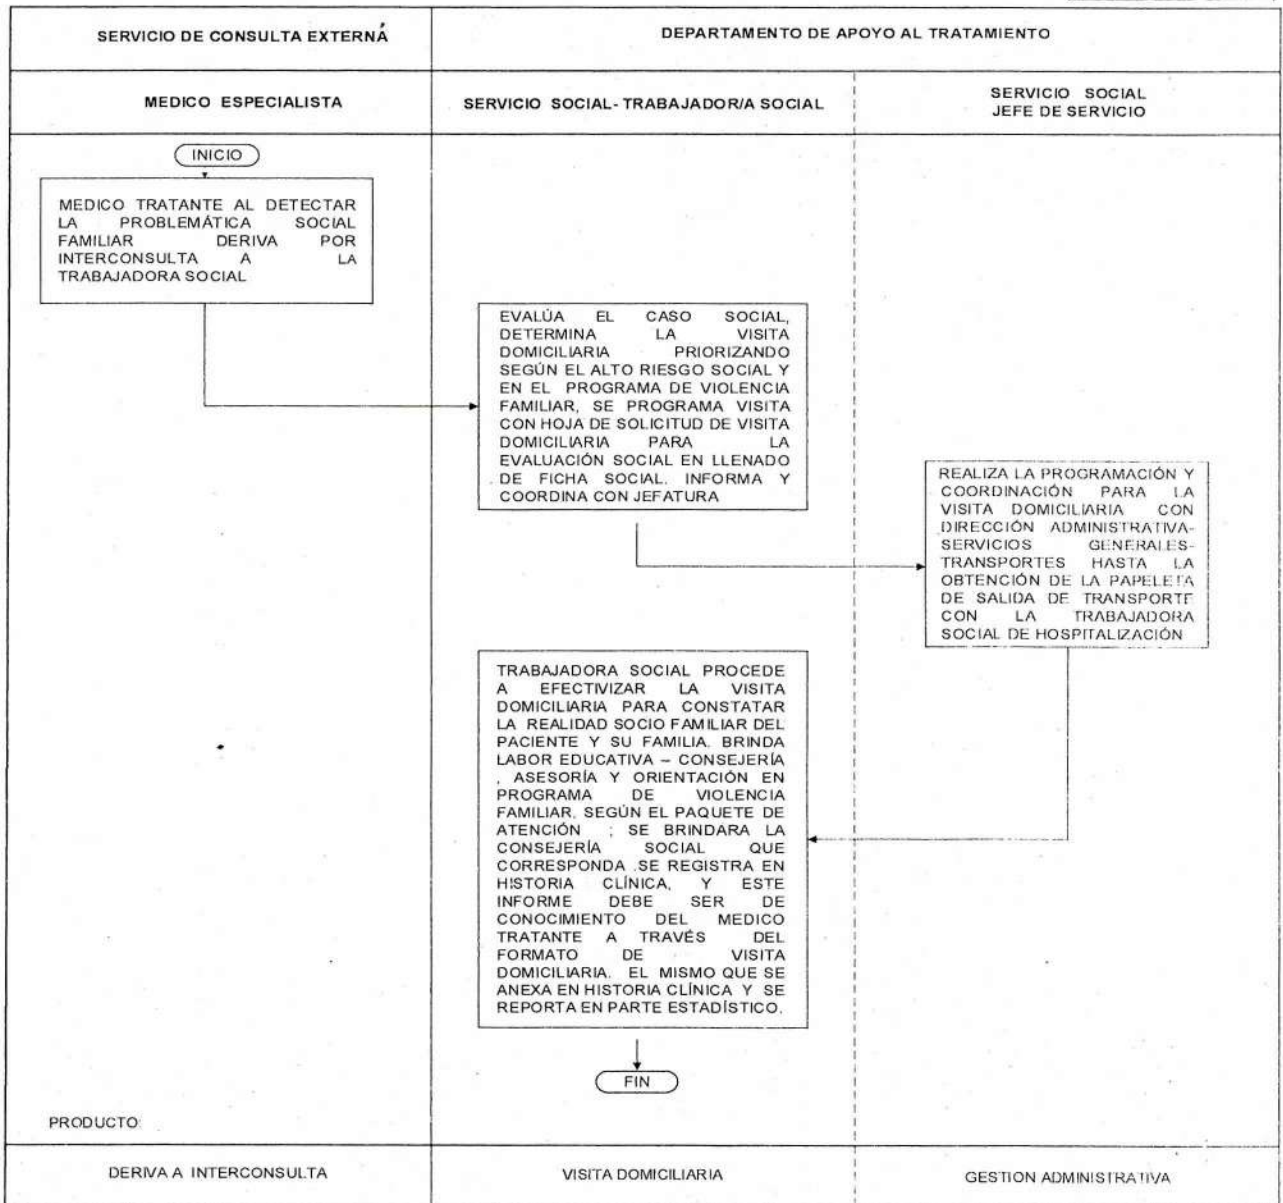 SERVICIO DE CONSULTA EXTERNA
DEPARTAMENTO DE APOYO AL TRATAMIENTO
MEDICO ESPECIALISTA
SERVICIO SOCIAL- TRABAJADOR/A SOCIAL
SERVICIO SOCIAL
JEFE DE SERVICIO
INICIO
MEDICO TRATANTE AL DETECTAR
LA PROBLEMÁTICA SOCIAL
FAMILIAR DERIVA POR
INTERCONSULTA A LA
TRABAJADORA SOCIAL
EVALÚA EL CASO SOCIAL,
DETERMINA LA VISITA
DOMICILIARIA PRIORIZANDO
SEGÚN EL ALTO RIESGO SOCIAL Y
EN EL PROGRAMA DE VIOLENCIA
FAMILIAR, SE PROGRAMA VISITA
CON HOJA DE SOLICITUD DE VISITA
DOMICILIARIA PARA LA
EVALUACIÓN SOCIAL EN LLENADO
DE FICHA SOCIAL. INFORMA Y
COORDINA CON JEFATURA
REALIZA LA PROGRAMACIÓN Y
COORDINACIÓN PARA LA
VISITA DOMICILIARIA CON
DIRECCIÓN ADMINISTRATIVA-
SERVICIOS GENERALES-
TRANSPORTES HASTA LA
OBTENCIÓN DE LA PAPELETA
DE SALIDA DE TRANSPORTE
CON LA TRABAJADORA
SOCIAL DE HOSPITALIZACIÓN
TRABAJADORA SOCIAL PROCEDE
A EFECTIVIZAR LA VISITA
DOMICILIARIA PARA CONSTATAR
LA REALIDAD SOCIO FAMILIAR DEL
PACIENTE Y SU FAMILIA. BRINDA
LABOR EDUCATIVA – CONSEJERÍA
, ASESORÍA Y ORIENTACIÓN EN
PROGRAMA DE VIOLENCIA
FAMILIAR, SEGÚN EL PAQUETE DE
ATENCIÓN ; SE BRINDARA LA
CONSEJERÍA SOCIAL QUE
CORRESPONDA .SE REGISTRA EN
HISTORIA CLÍNICA, Y ESTE
INFORME DEBE SER DE
CONOCIMIENTO DEL MEDICO
TRATANTE A TRAVÉS DEL
FORMATO DE VISITA
DOMICILIARIA. EL MISMO QUE SE
ANEXA EN HISTORIA CLÍNICA Y SE
REPORTA EN PARTE ESTADÍSTICO.
FIN
PRODUCTO:
DERIVA A INTERCONSULTA
VISITA DOMICILIARIA
GESTION ADMINISTRATIVA